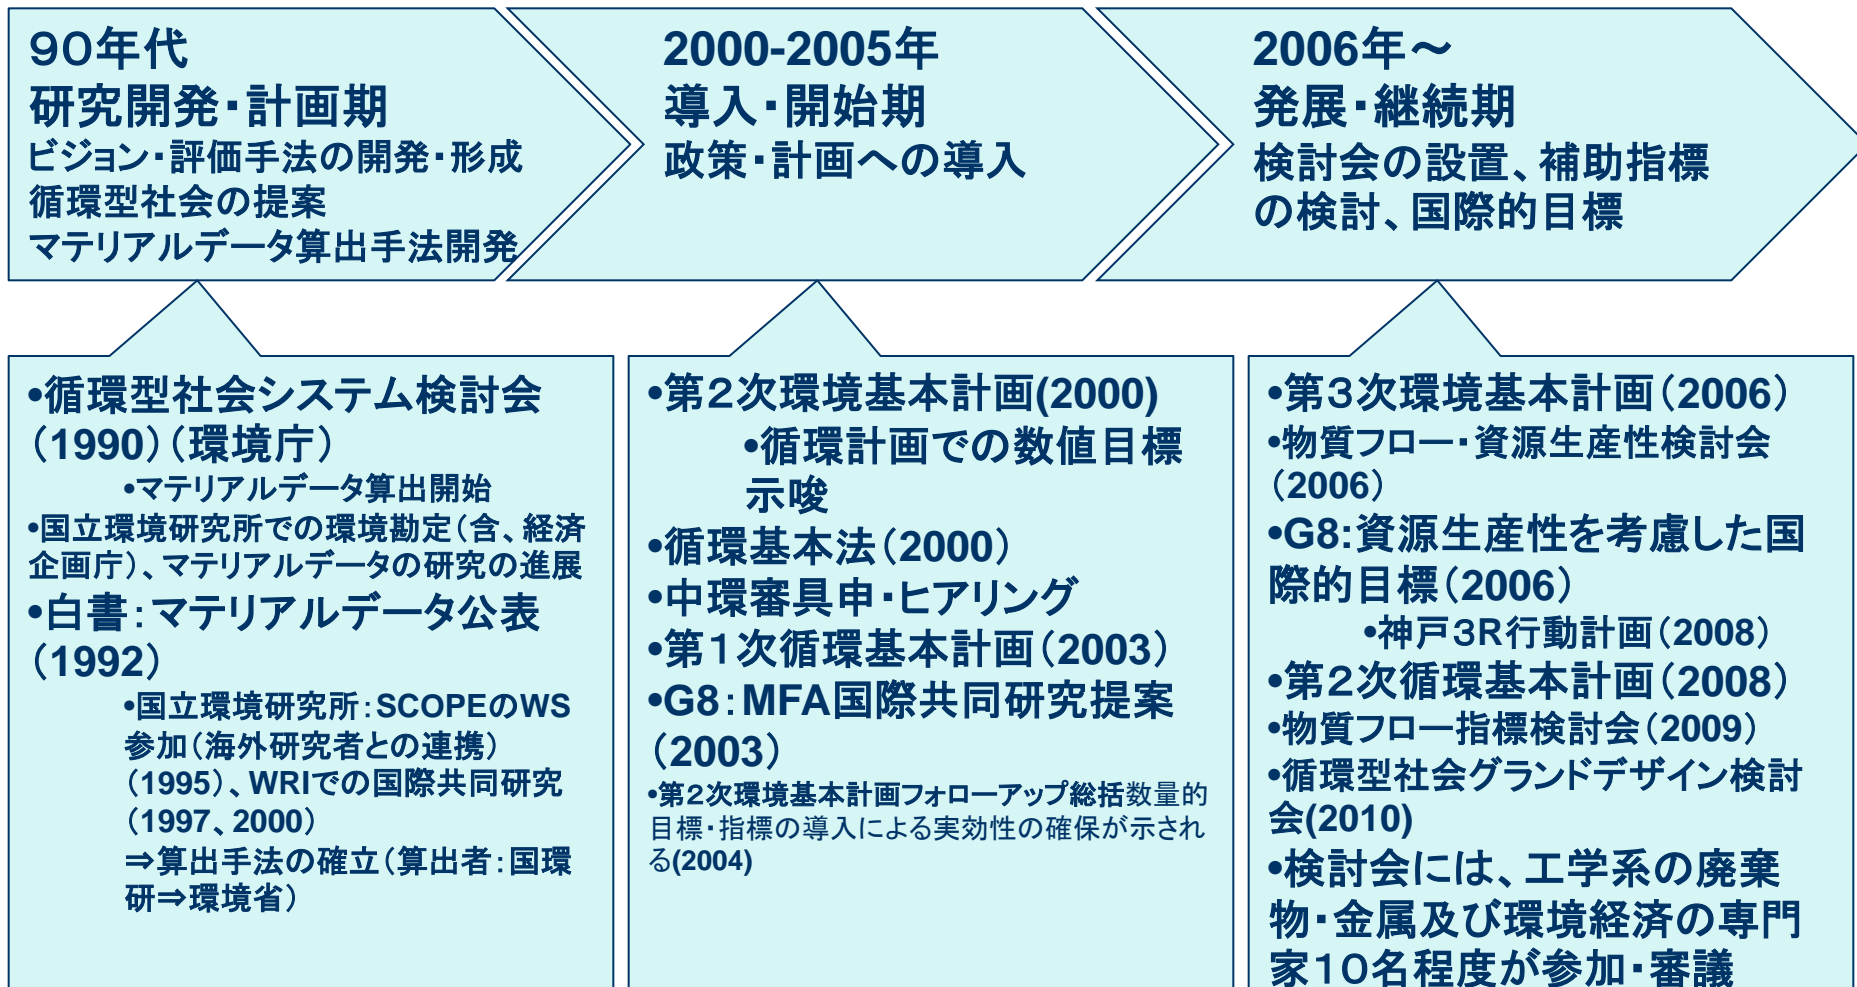 ９０年代
研究開発・計画期
ビジョン・評価手法の開発・形成
循環型社会の提案
マテリアルデータ算出手法開発
2000-2005年
導入・開始期
政策・計画への導入
2006年～
発展・継続期
検討会の設置、補助指標
の検討、国際的目標
•循環型社会システム検討会
（1990）（環境庁）
•マテリアルデータ算出開始
•国立環境研究所での環境勘定（含、経済
企画庁）、マテリアルデータの研究の進展
•白書：マテリアルデータ公表
（1992）
•国立環境研究所：SCOPEのWS
参加（海外研究者との連携）
（1995）、WRIでの国際共同研究
（1997、2000）
⇒算出手法の確立（算出者：国環
研⇒環境省）
•第２次環境基本計画(2000)
•循環計画での数値目標
示唆
•循環基本法（2000）
•中環審具申・ヒアリング
•第１次循環基本計画（2003）
•G8：MFA国際共同研究提案
（2003）
•第２次環境基本計画フォローアップ総括数量的
目標・指標の導入による実効性の確保が示され
る(2004)
•第３次環境基本計画（2006）
•物質フロー・資源生産性検討会
（2006）
•G8:資源生産性を考慮した国
際的目標（2006）
•神戸３R行動計画（2008）
•第２次循環基本計画（2008）
•物質フロー指標検討会（2009）
•循環型社会グランドデザイン検討
会(2010)
•検討会には、工学系の廃棄
物・金属及び環境経済の専門
家１０名程度が参加・審議